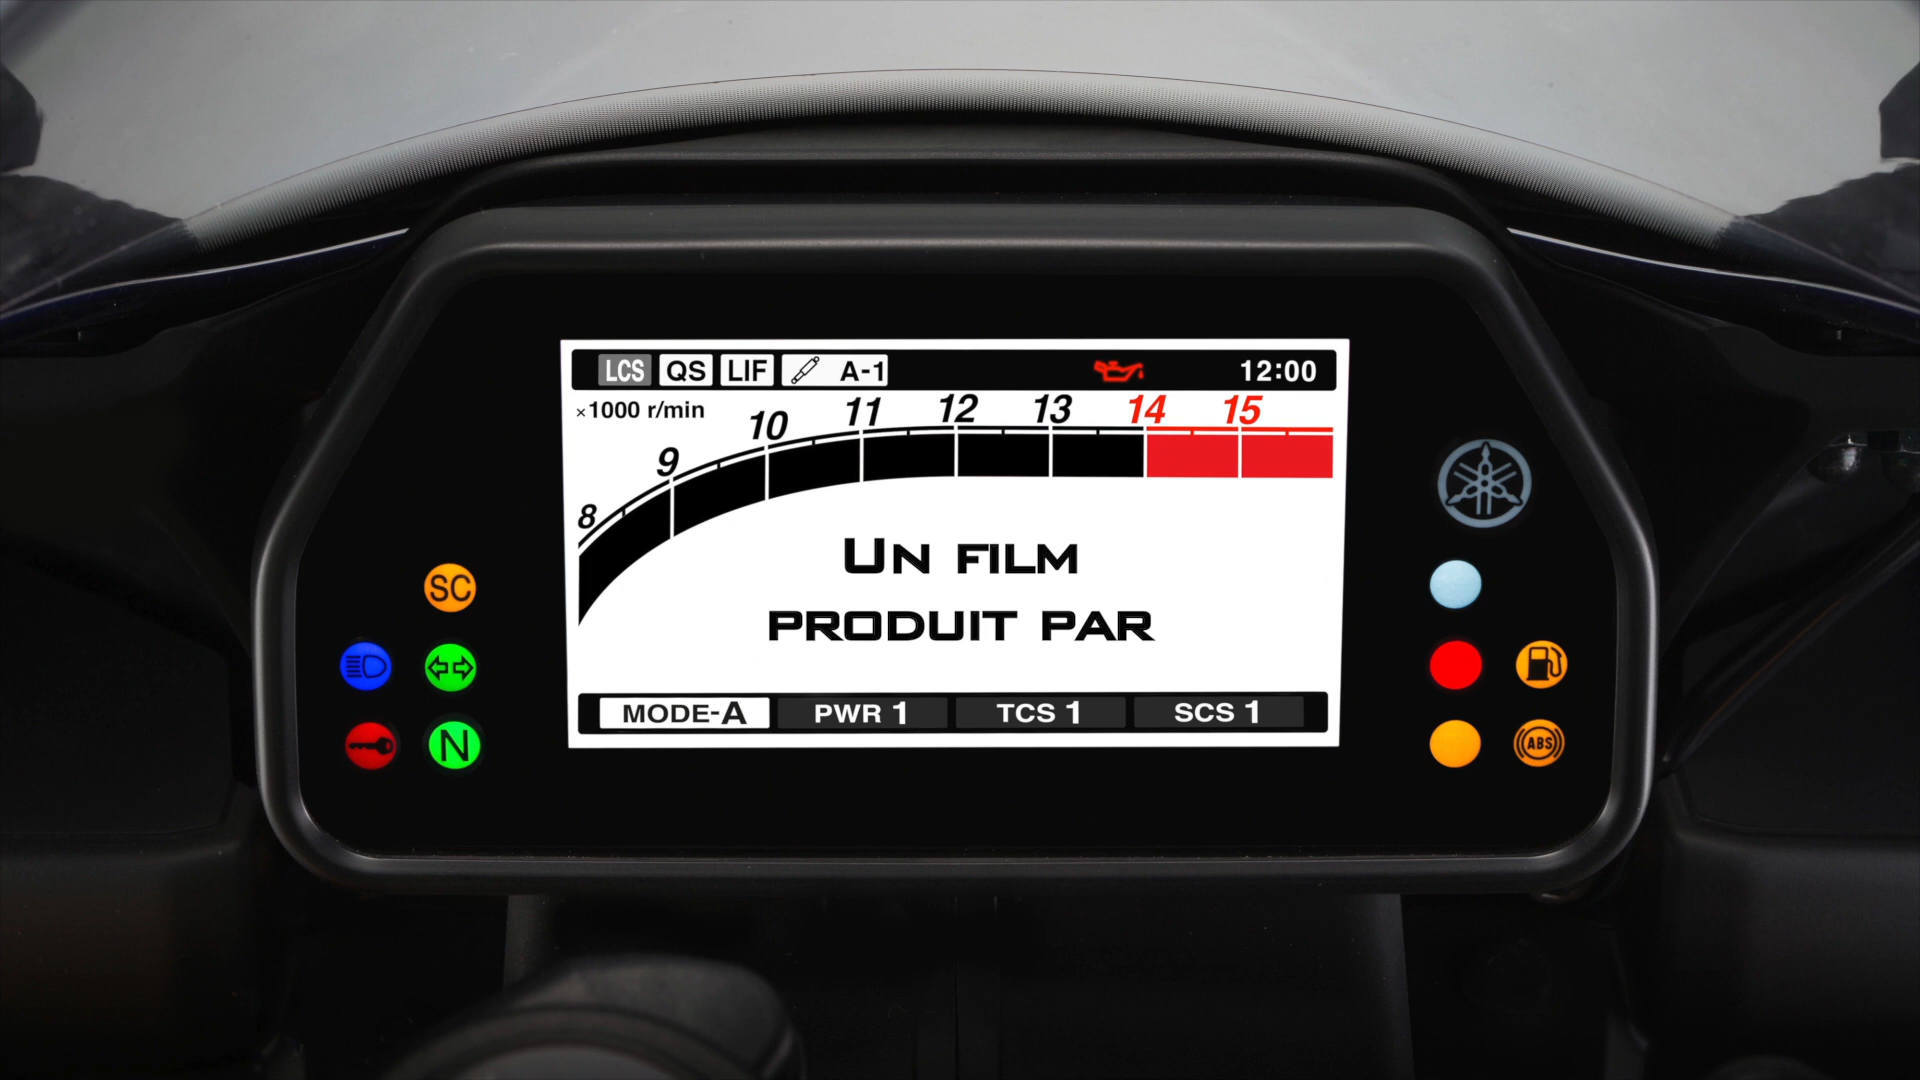 LCS QS LIF A-1 12:00
×1000 r/min
8 9 10 11 12 13 14 15
UN FILM
PRODUIT PAR
SC
N
ABS
MODE-A PWR 1 TCS 1 SCS 1